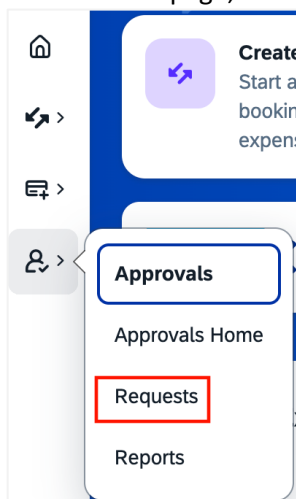 Create
Start a
booking
expens
Approvals
Approvals Home
Requests
Reports